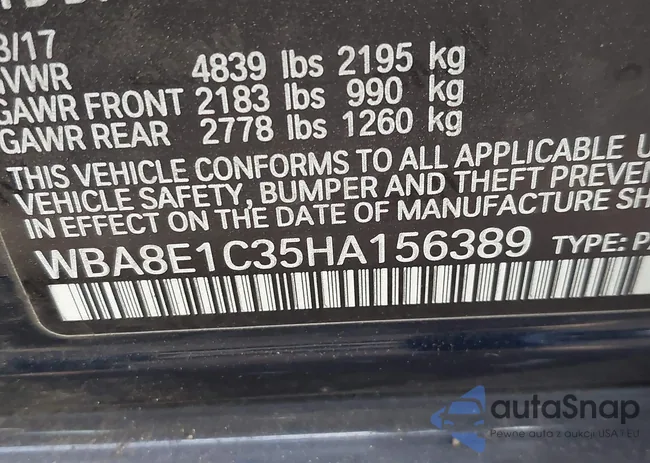 3/17
GVWR 4839 lbs 2195 kg
GAWR FRONT 2183 lbs 990 kg
GAWR REAR 2778 lbs 1260 kg
THIS VEHICLE CONFORMS TO ALL APPLICABLE U
VEHICLE SAFETY, BUMPER AND THEFT PREVEN
IN EFFECT ON THE DATE OF MANUFACTURE SH
WBA8E1C35HA156389 TYPE: PA
autaSnap
Pewne auta z aukcji USA i EU